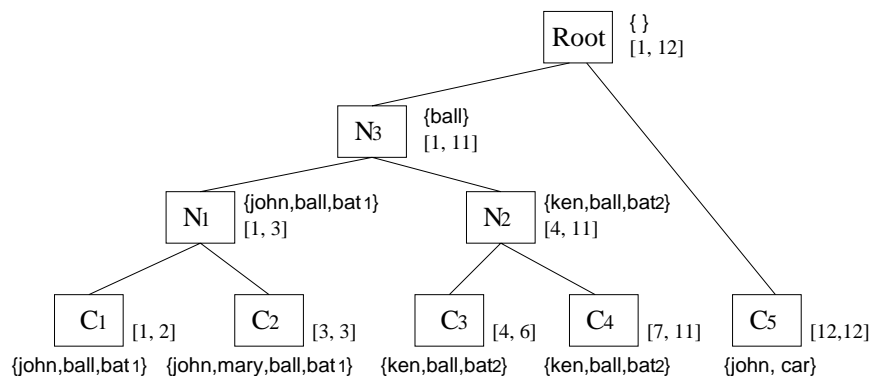 Root
{ }
[1, 12]
N3
{ball}
[1, 11]
N1
{john,ball,bat1}
[1, 3]
N2
{ken,ball,bat2}
[4, 11]
C1
[1, 2]
C2
[3, 3]
C3
[4, 6]
C4
[7, 11]
C5
[12,12]
{john,ball,bat1}
{john,mary,ball,bat1}
{ken,ball,bat2}
{ken,ball,bat2}
{john, car}